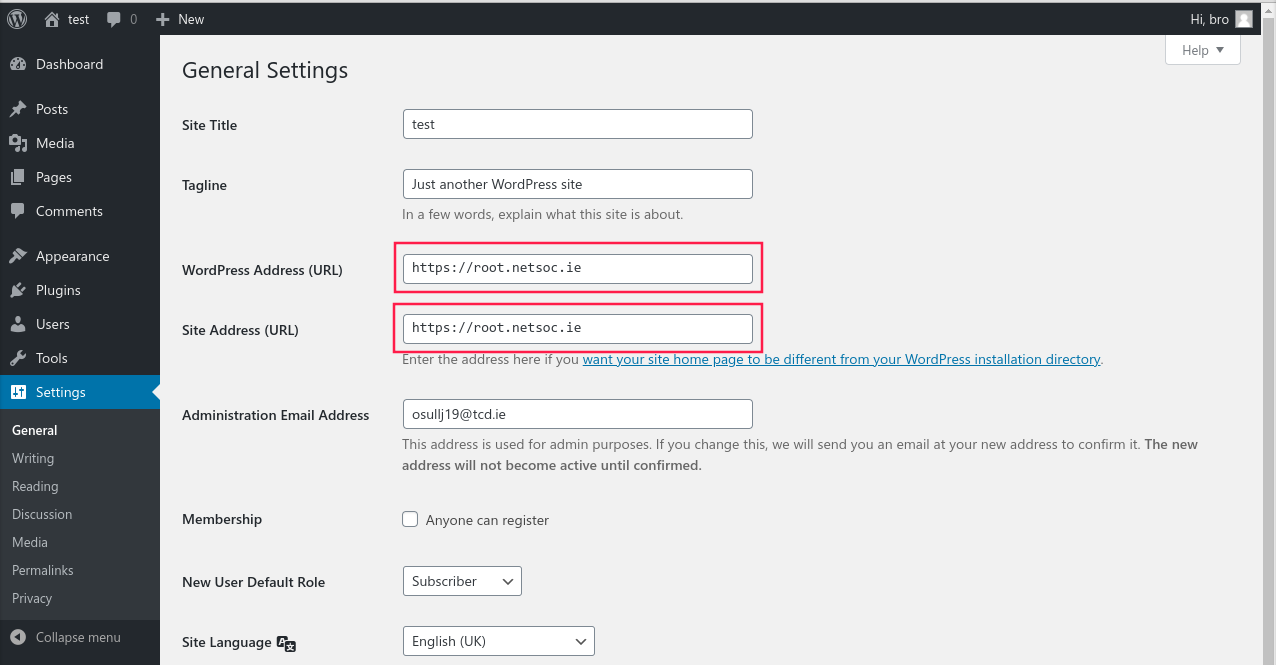 test
0
New
Hi, bro
Help
Dashboard
Posts
Media
Pages
Comments
Appearance
Plugins
Users
Tools
Settings
General
Writing
Reading
Discussion
Media
Permalinks
Privacy
Collapse menu
General Settings
Site Title
test
Tagline
Just another WordPress site
In a few words, explain what this site is about.
WordPress Address (URL)
https://root.netsoc.ie
Site Address (URL)
https://root.netsoc.ie
Enter the address here if you want your site home page to be different from your WordPress installation directory.
Administration Email Address
osullj19@tcd.ie
This address is used for admin purposes. If you change this, we will send you an email at your new address to confirm it. The new
address will not become active until confirmed.
Membership
Anyone can register
New User Default Role
Subscriber
Site Language
English (UK)